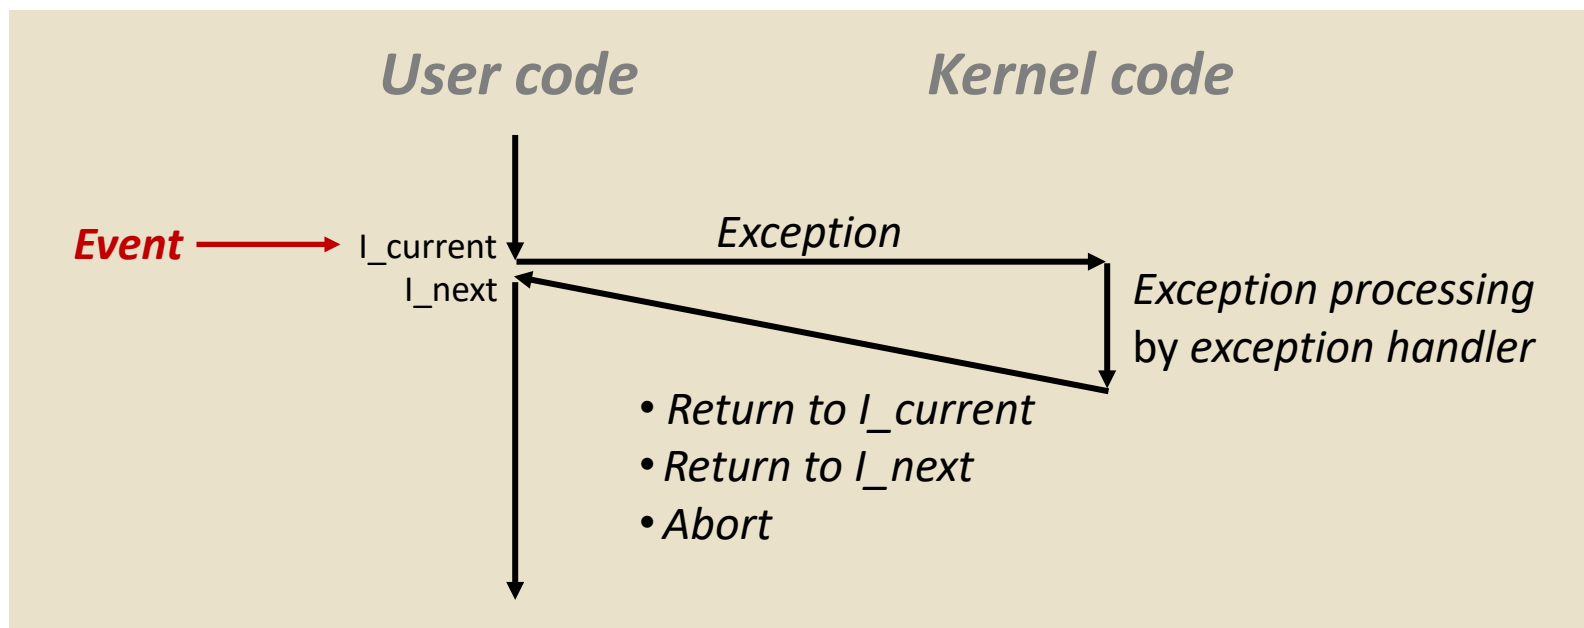 User code
Kernel code
Event
I_current
Exception
I_next
Exception processing
by exception handler
• Return to I_current
• Return to I_next
• Abort